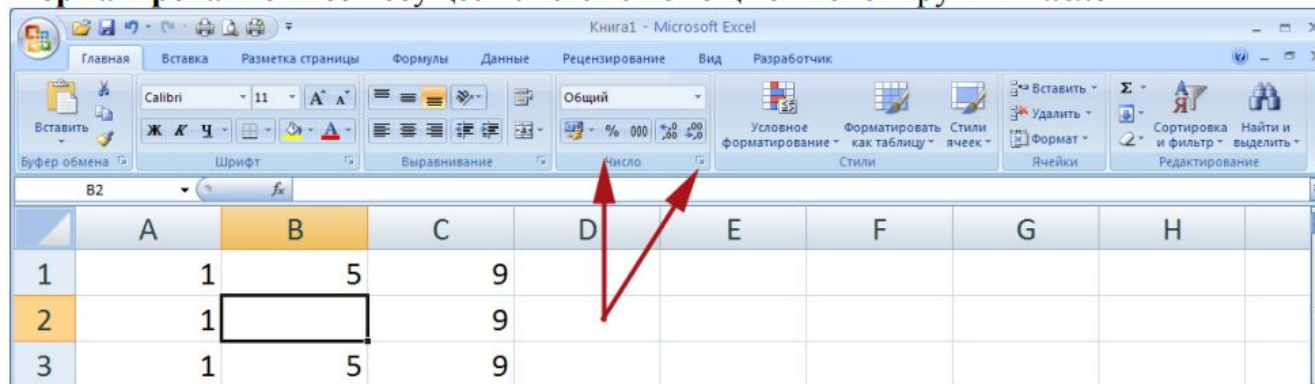 Книга1 - Microsoft Excel
Главная Вставка Разметка страницы Формулы Данные Рецензирование Вид Разработчик
Вставить
Calibri 11
Ж К Ч
Общий
% 000
Условное форматирование
Форматировать как таблицу
Стили ячеек
Вставить
Удалить
Формат
Σ
Сортировка и фильтр
Найти и выделить
Буфер обмена Шрифт Выравнивание Число Стили Ячейки Редактирование
B2 fx
A B C D E F G H
1 1 5 9
2 1 9
3 1 5 9